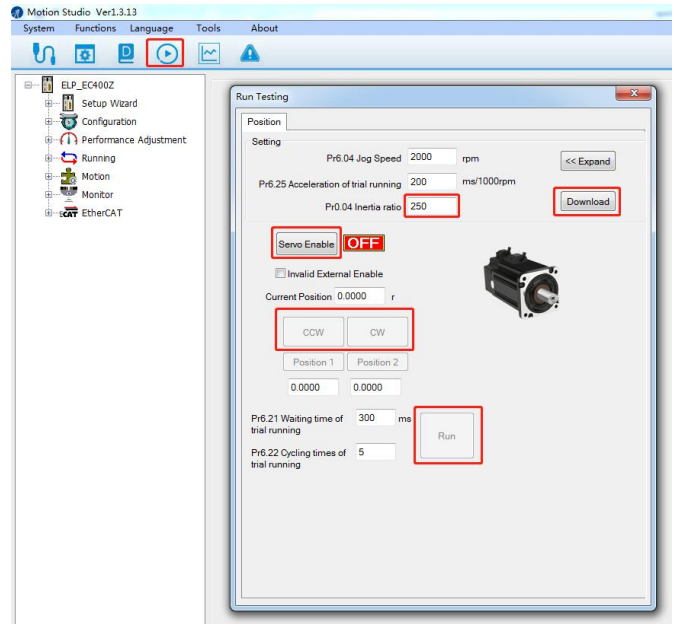 Motion Studio Ver1.3.13
System Functions Language Tools About
D
ELP_EC400Z
Setup Wizard
Configuration
Performance Adjustment
Running
Motion
Monitor
EtherCAT
Run Testing
Position
Setting
Pr6.04 Jog Speed 2000 rpm
<< Expand
Pr6.25 Acceleration of trial running 200 ms/1000rpm
Pr0.04 Inertia ratio 250
Download
Servo Enable OFF
Invalid External Enable
Current Position 0.0000 r
CCW CW
Position 1 Position 2
0.0000 0.0000
Pr6.21 Waiting time of trial running 300 ms
Run
Pr6.22 Cycling times of trial running 5